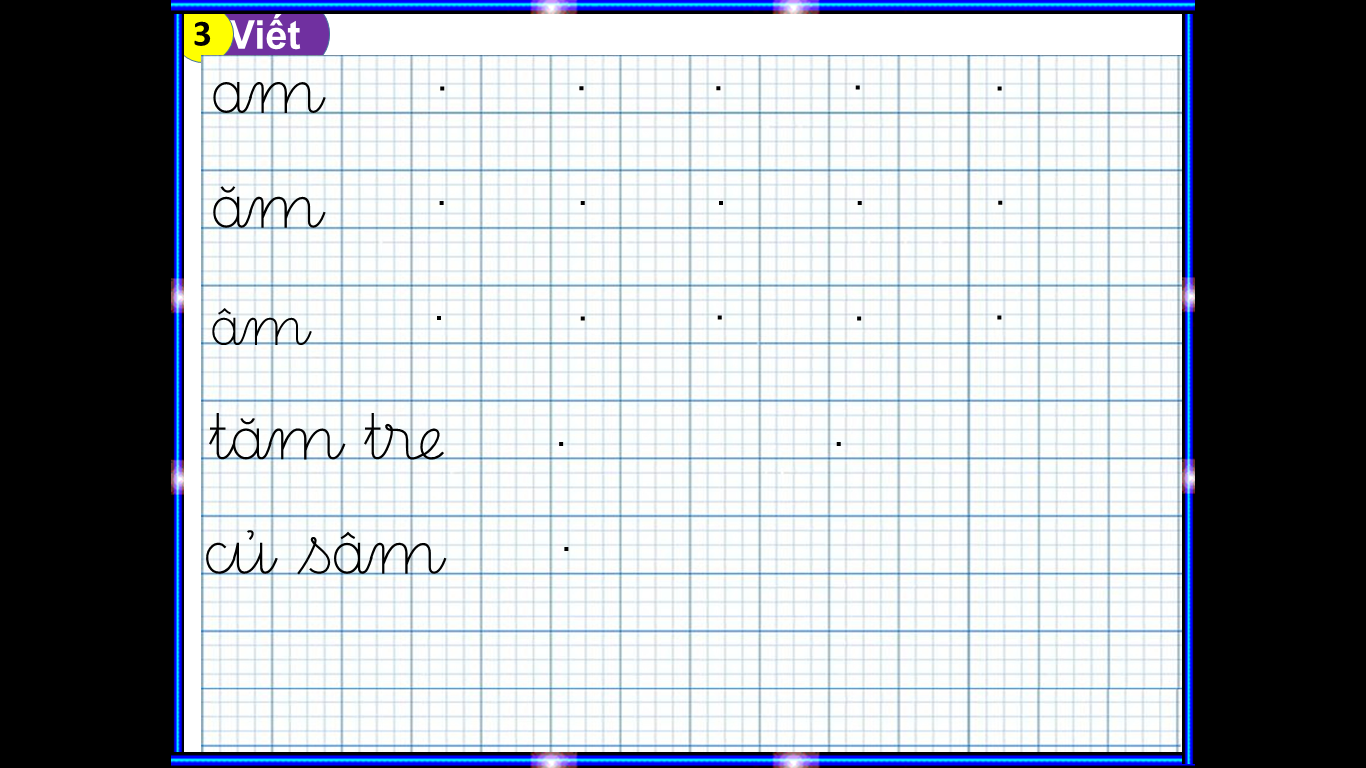 3 Viết
am
ăm
âm
tăm tre
củ sâm